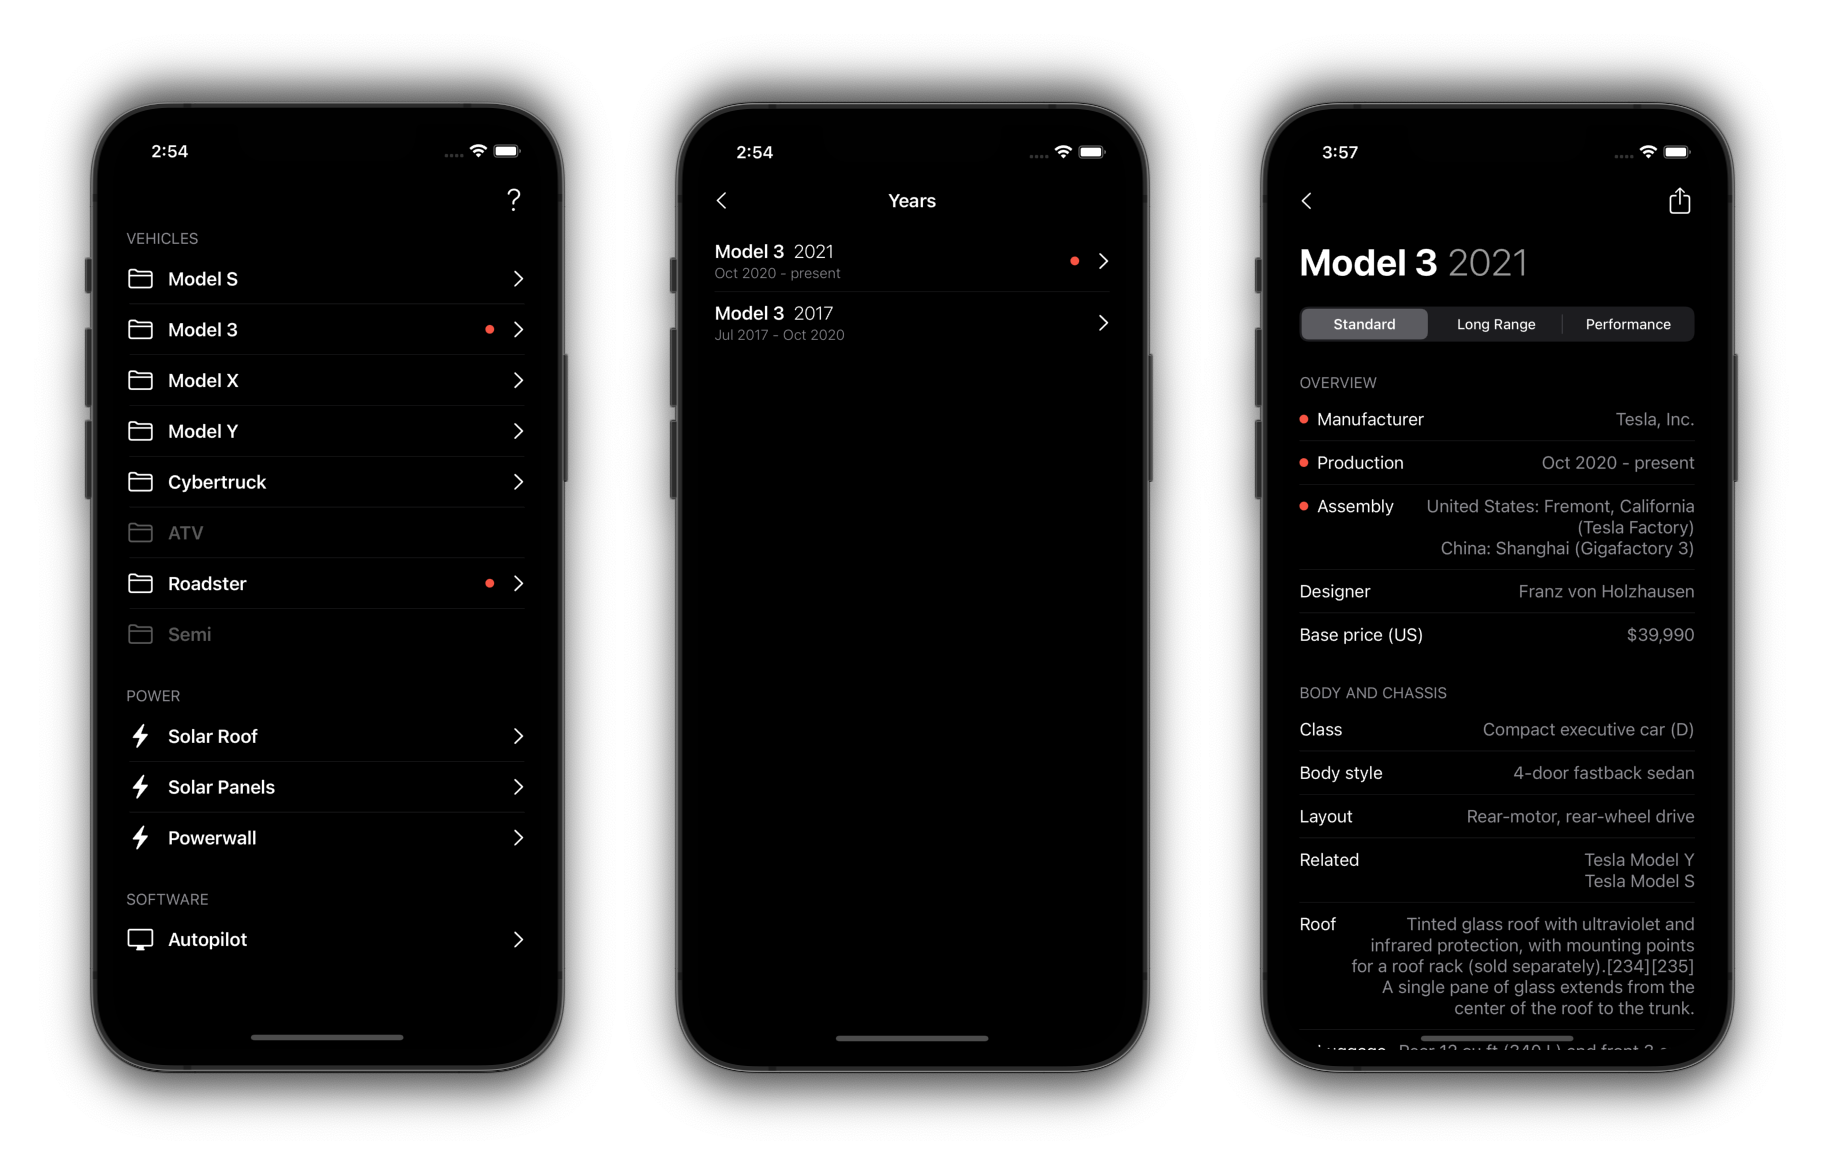 2:54
?
VEHICLES
Model S
Model 3
Model X
Model Y
Cybertruck
ATV
Roadster
Semi
POWER
Solar Roof
Solar Panels
Powerwall
SOFTWARE
Autopilot
2:54
Years
Model 3 2021
Oct 2020 - present
Model 3 2017
Jul 2017 - Oct 2020
3:57
Model 3 2021
Standard Long Range Performance
OVERVIEW
Manufacturer Tesla, Inc.
Production Oct 2020 - present
Assembly United States: Fremont, California
(Tesla Factory)
China: Shanghai (Gigafactory 3)
Designer Franz von Holzhausen
Base price (US) $39,990
BODY AND CHASSIS
Class Compact executive car (D)
Body style 4-door fastback sedan
Layout Rear-motor, rear-wheel drive
Related Tesla Model Y
Tesla Model S
Roof Tinted glass roof with ultraviolet and
infrared protection, with mounting points
for a roof rack (sold separately).[234][235]
A single pane of glass extends from the
center of the roof to the trunk.